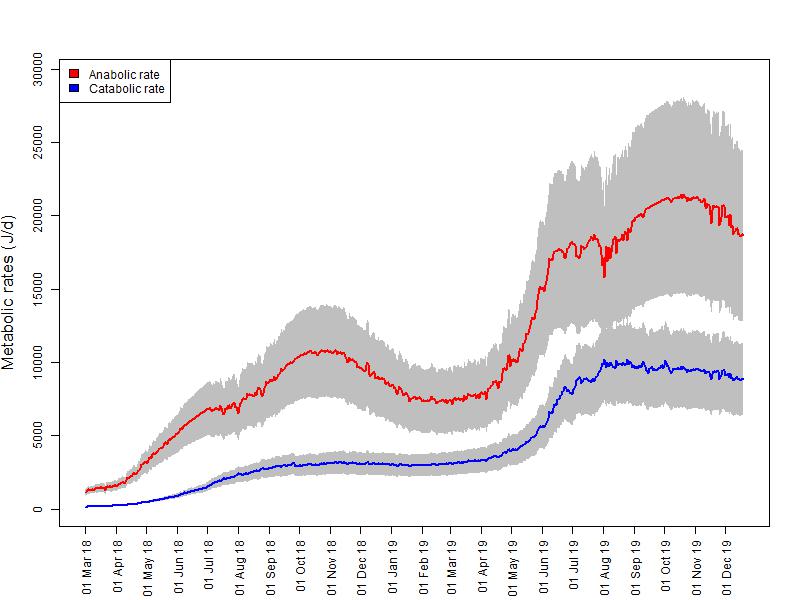 30000
25000
20000
15000
10000
5000
0
Metabolic rates (J/d)
Anabolic rate
Catabolic rate
01 Mar 18
01 Apr 18
01 May 18
01 Jun 18
01 Jul 18
01 Aug 18
01 Sep 18
01 Oct 18
01 Nov 18
01 Dec 18
01 Jan 19
01 Feb 19
01 Mar 19
01 Apr 19
01 May 19
01 Jun 19
01 Jul 19
01 Aug 19
01 Sep 19
01 Oct 19
01 Nov 19
01 Dec 19